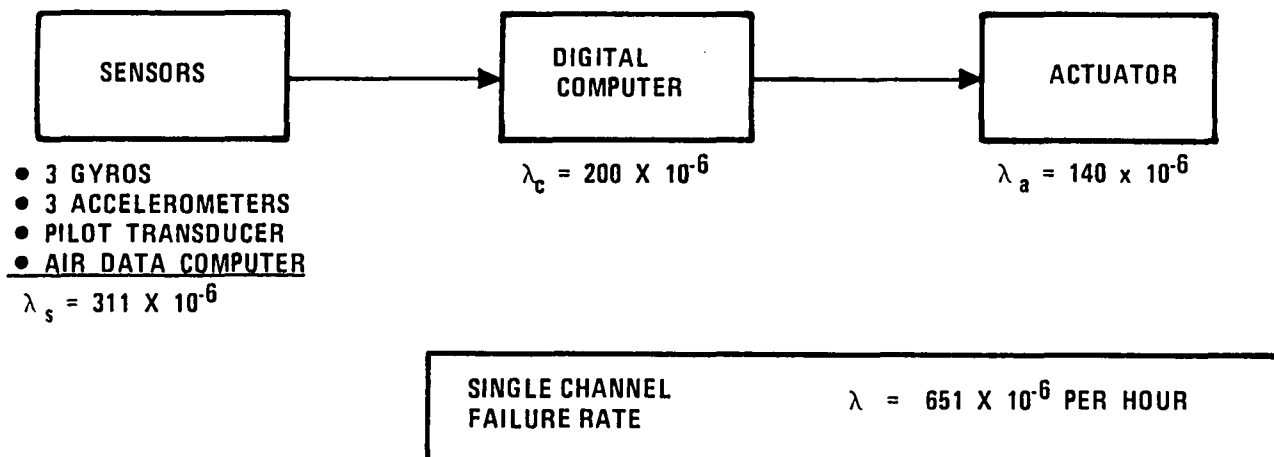 SENSORS
DIGITAL
COMPUTER
ACTUATOR
• 3 GYROS
• 3 ACCELEROMETERS
• PILOT TRANSDUCER
• AIR DATA COMPUTER
λs = 311 X 10-6
λc = 200 X 10-6
λa = 140 x 10-6
SINGLE CHANNEL
FAILURE RATE
λ = 651 X 10-6 PER HOUR